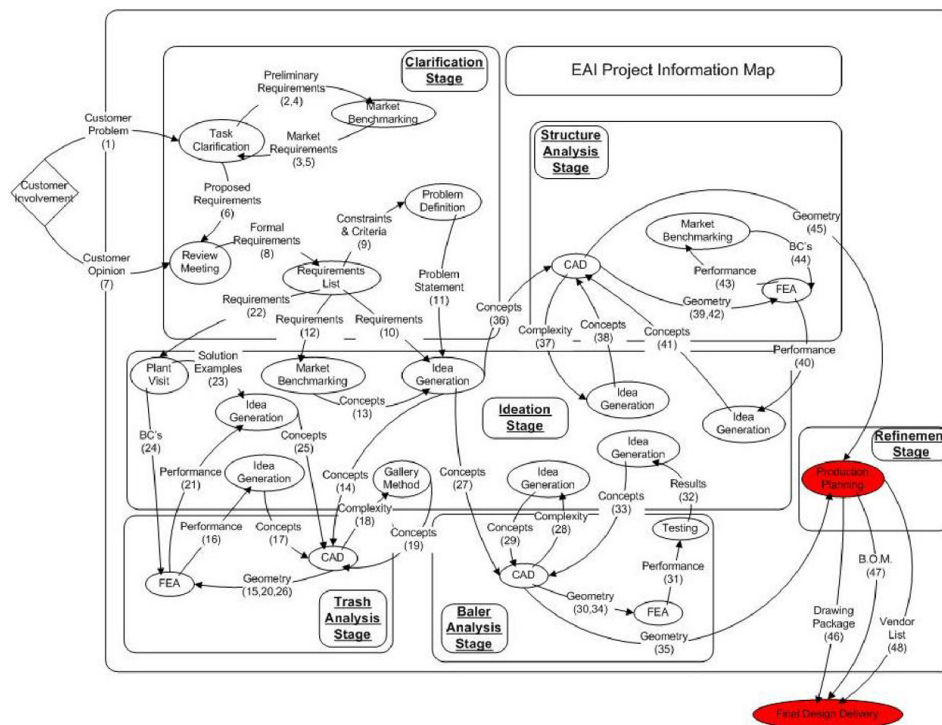 EAI Project Information Map
Clarification
Stage
Preliminary
Requirements
(2,4)
Market
Benchmarking
Customer
Problem
(1)
Task
Clarification
Market
Requirements
(3,5)
Customer
Involvement
Proposed
Requirements
(6)
Problem
Definition
Constraints
& Criteria
(9)
Formal
Requirements
(8)
Customer
Opinion
(7)
Review
Meeting
Requirements
List
Problem
Statement
(11)
Requirements
(22)
Requirements
(12)
Requirements
(10)
Structure
Analysis
Stage
Geometry
(45)
Market
Benchmarking
BC's
(44)
CAD
Performance
(43)
FEA
Geometry
(39,42)
Concepts
(36)
Complexity
(37)
Concepts
(38)
Concepts
(41)
Performance
(40)
Plant
Visit
Solution
Examples
(23)
Market
Benchmarking
Idea
Generation
Concepts
(13)
Idea
Generation
Ideation
Stage
Idea
Generation
Idea
Generation
BC's
(24)
Concepts
(25)
Performance
(21)
Idea
Generation
Concepts
(14)
Gallery
Method
Concepts
(27)
Idea
Generation
Idea
Generation
Results
(32)
Concepts
(33)
Complexity
(18)
Performance
(16)
Concepts
(17)
Concepts
(19)
CAD
FEA
Geometry
(15,20,26)
Trash
Analysis
Stage
Concepts
(29)
Complexity
(28)
Testing
CAD
Performance
(31)
Geometry
(30,34)
FEA
Baler
Analysis
Stage
Geometry
(35)
Refinement
Stage
Production
Planning
B.O.M.
(47)
Drawing
Package
(46)
Vendor
List
(48)
Final Design Delivery